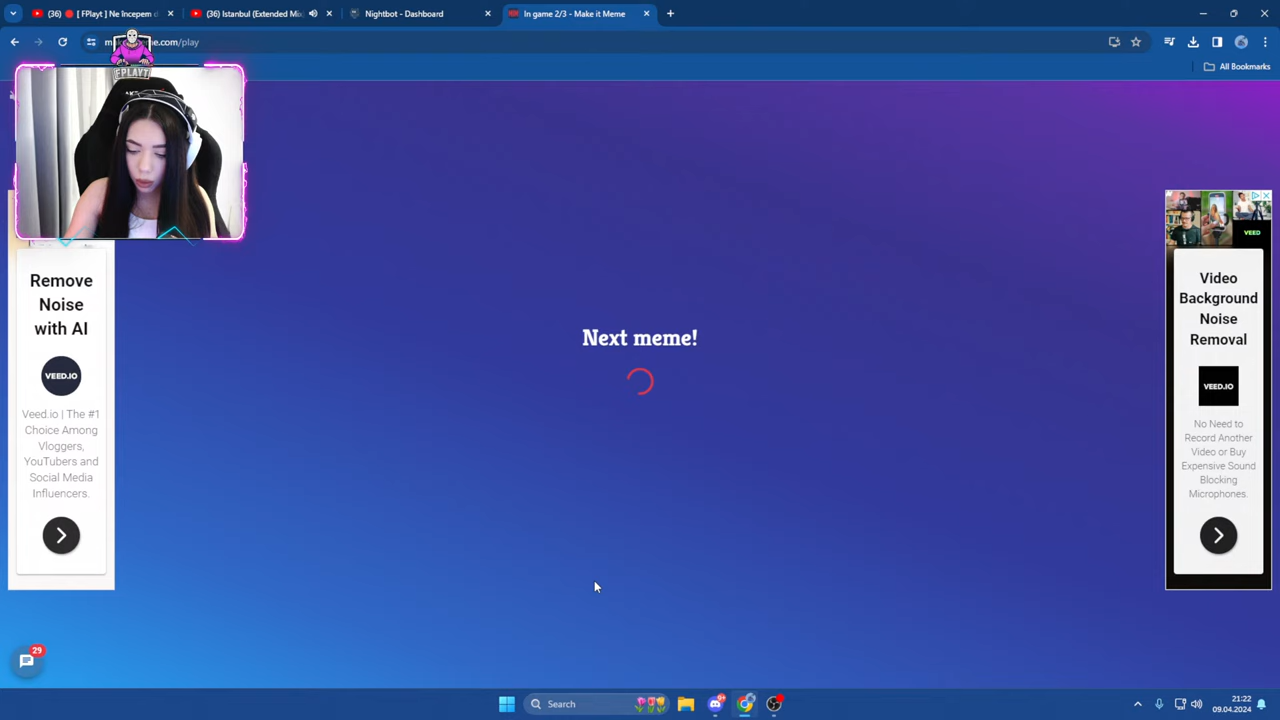 (36) 🔴 [ FPlayt ] Ne Incepem d
(36) Istanbul (Extended Mix
Nightbot - Dashboard
In game 2/3 - Make it Meme
eme.com/play
All Bookmarks
FPLAYT
Next meme!
Remove
Noise
with AI
VEED.IO
Veed.io | The #1
Choice Among
Vloggers,
YouTubers and
Social Media
Influencers.
VEED
Video
Background
Noise
Removal
VEED.IO
No Need to
Record Another
Video or Buy
Expensive Sound
Blocking
Microphones.
29
Search
21:22
09.04.2024